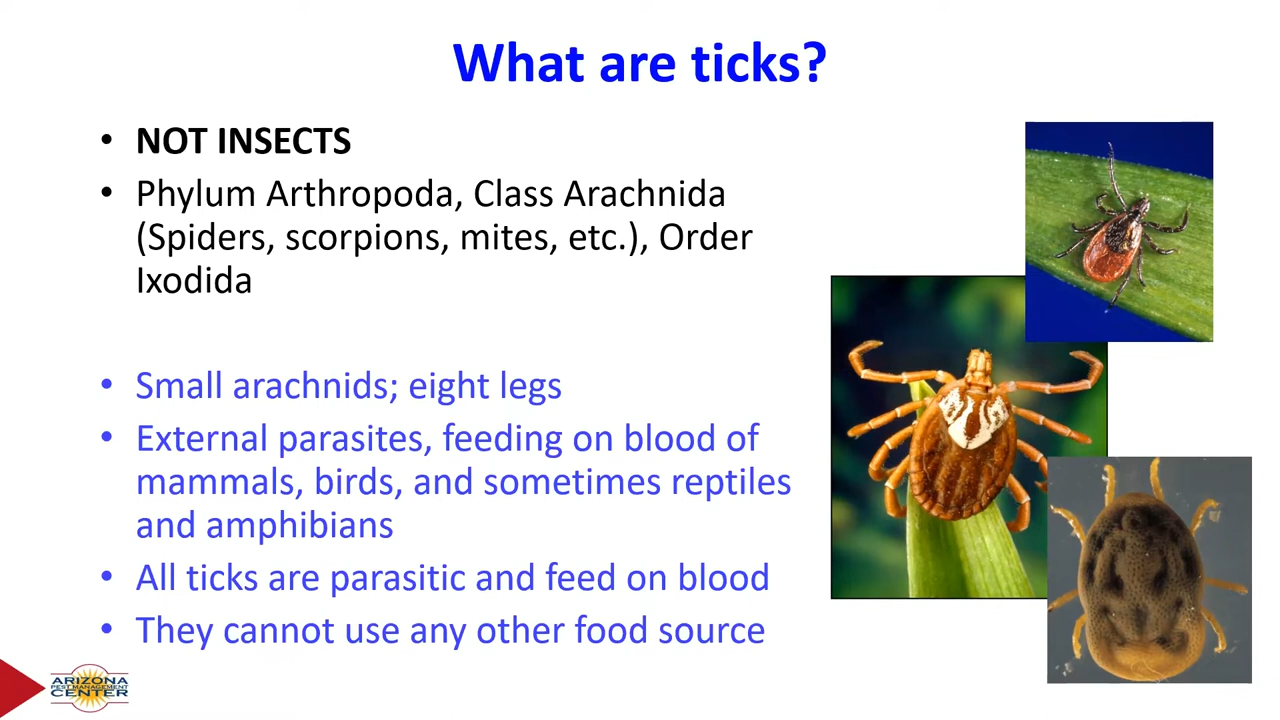 What are ticks?
• NOT INSECTS
• Phylum Arthropoda, Class Arachnida
(Spiders, scorpions, mites, etc.), Order
Ixodida
• Small arachnids; eight legs
• External parasites, feeding on blood of
mammals, birds, and sometimes reptiles
and amphibians
• All ticks are parasitic and feed on blood
• They cannot use any other food source
ARIZONA
PEST MANAGEMENT
CENTER